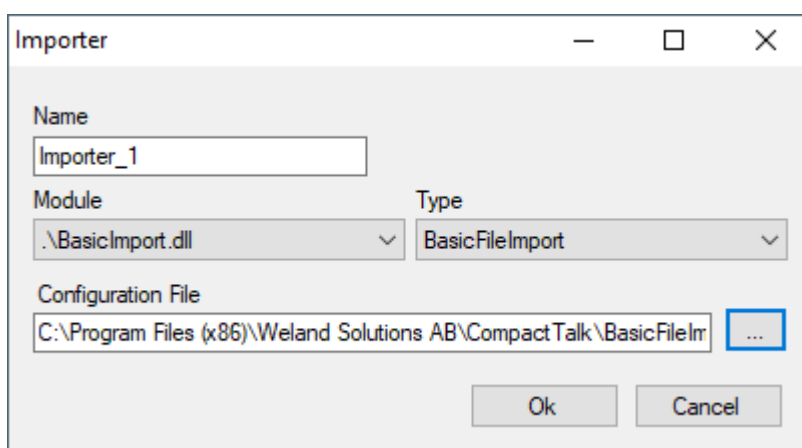 Importer
Name
Importer_1
Module
Type
.\BasicImport.dll
BasicFileImport
Configuration File
C:\Program Files (x86)\Weland Solutions AB\CompactTalk\BasicFileIm
...
Ok
Cancel